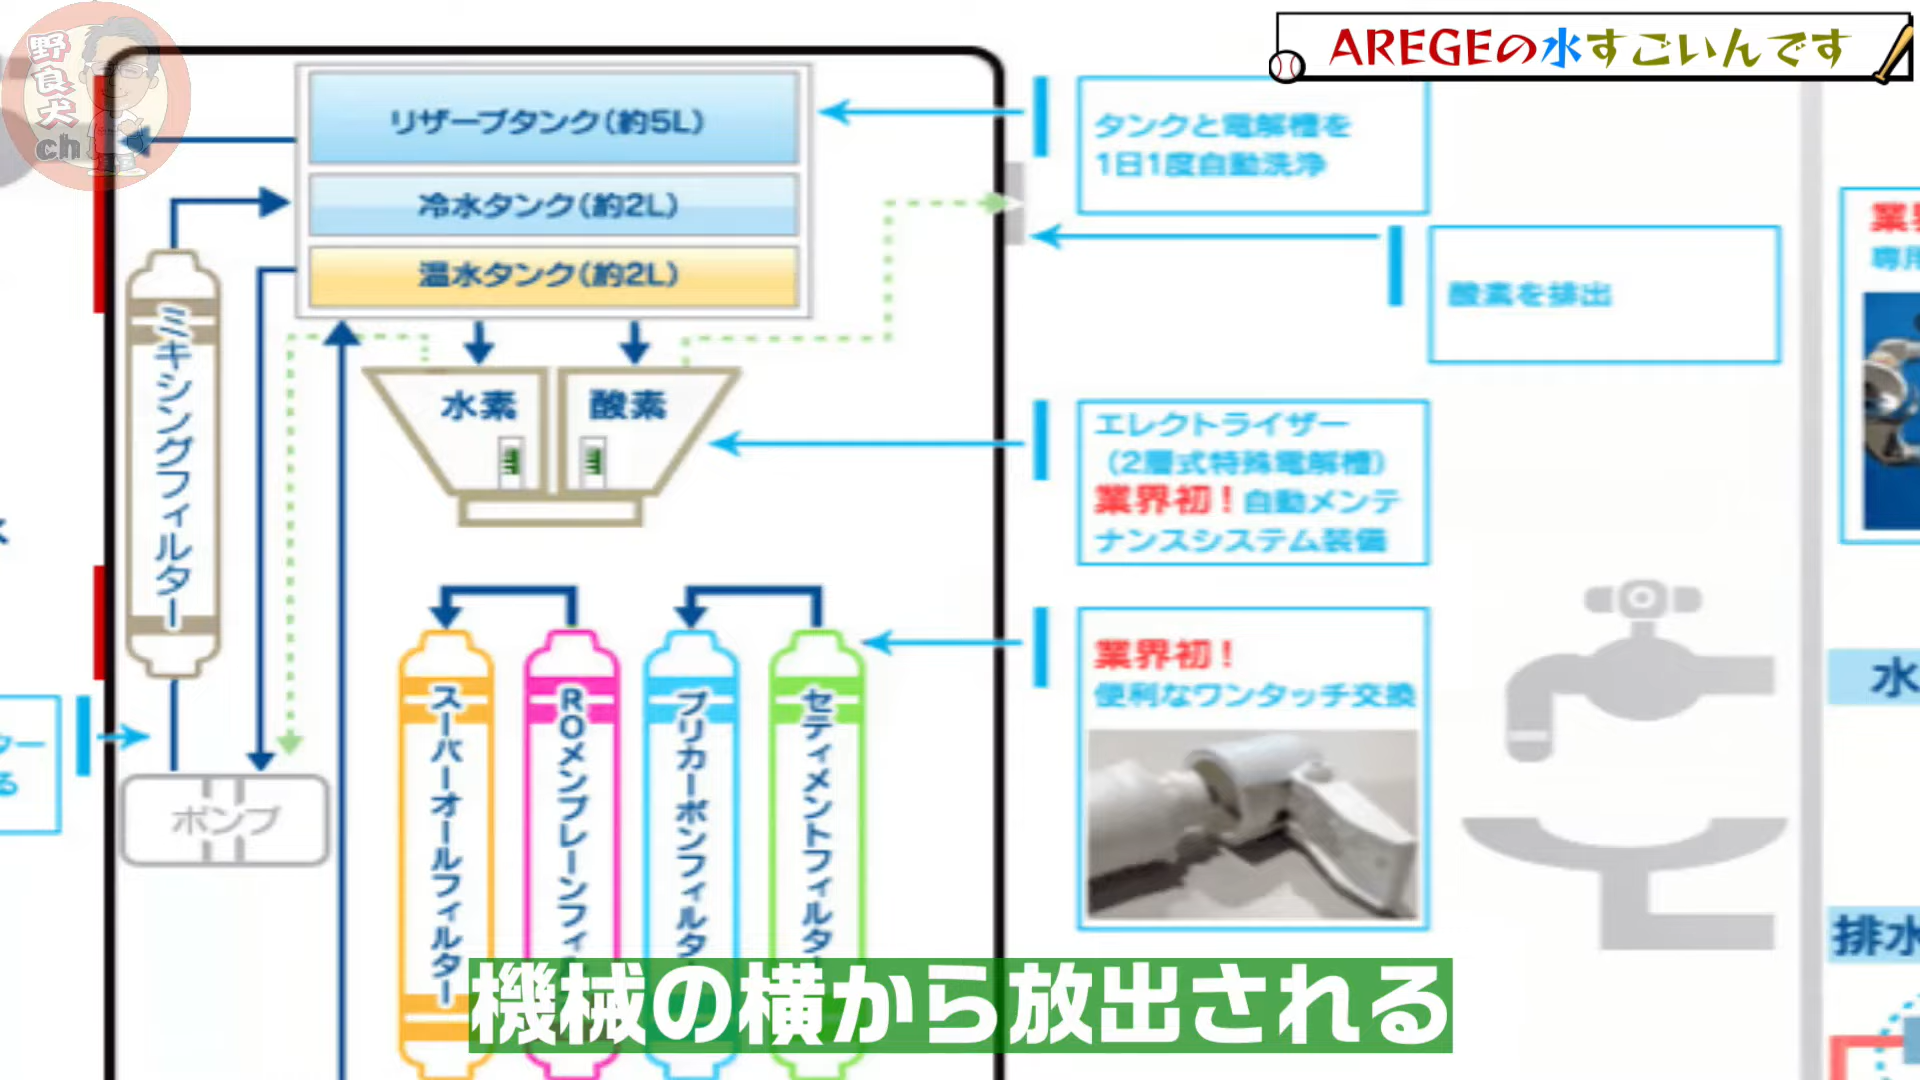 野良犬
ch
AREGEの水すごいんです
リザーブタンク(約5L)
冷水タンク(約2L)
温水タンク(約2L)
タンクと電解槽を
1日1度自動洗浄
酸素を排出
水素
酸素
エレクトライザー
(2層式特殊電解槽)
業界初!自動メンテ
ナンスシステム装備
業界初!
便利なワンタッチ交換
ミキシングフィルター
ポンプ
スーパーオールフィルター
ROメンブレーンフィ
プリカーボンフィルター
セディメントフィルター
ター
る
業界
専用
水
排水
機械の横から放出される